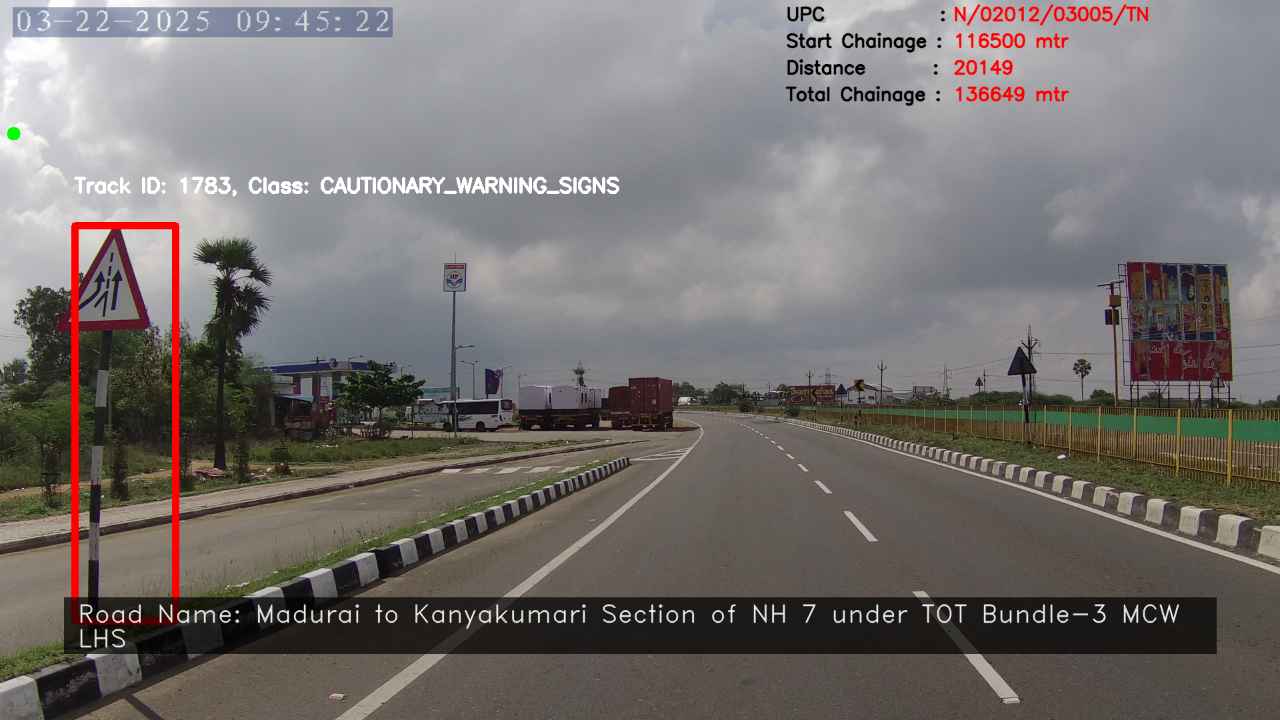 03-22-2025 09:45:22
UPC : N/02012/03005/TN
Start Chainage : 116500 mtr
Distance : 20149
Total Chainage : 136649 mtr
Track ID: 1783, Class: CAUTIONARY_WARNING_SIGNS
HP
Road Name: Madurai to Kanyakumari Section of NH 7 under TOT Bundle-3 MCW
LHS